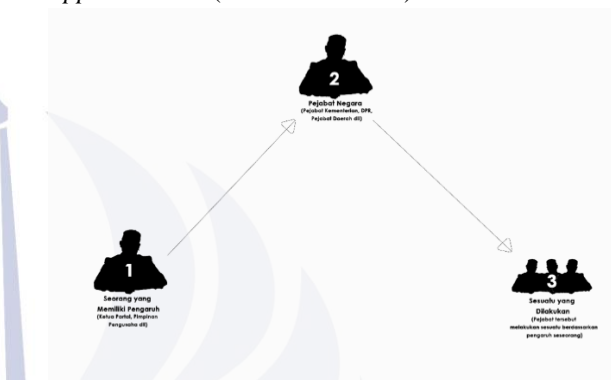 2
Pejabat Negara
(Pejabat Kementerian, DPR,
Pejabat Daerah dll)
1
Seorang yang
Memiliki Pengaruh
(Ketua Partai, Pimpinan
Pengusaha dll)
3
Sesuatu yang
Dilakukan
(Pejabat tersebut
melakukan sesuatu berdasarkan
pengaruh seseorang)